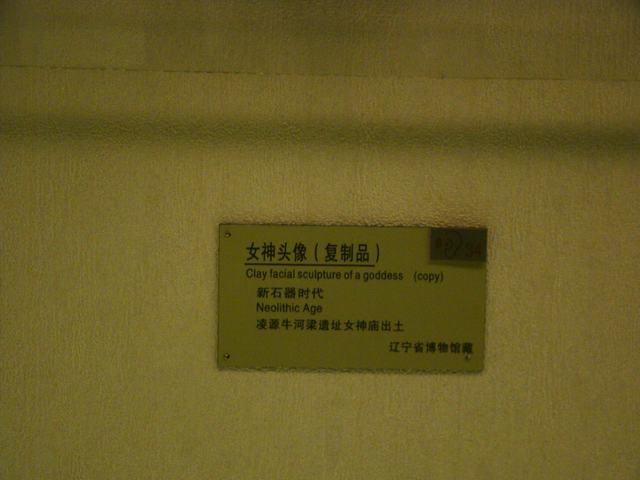 女神头像（复制品）
Clay facial sculpture of a goddess (copy)
新石器时代
Neolithic Age
凌源牛河梁遗址女神庙出土
辽宁省博物馆藏